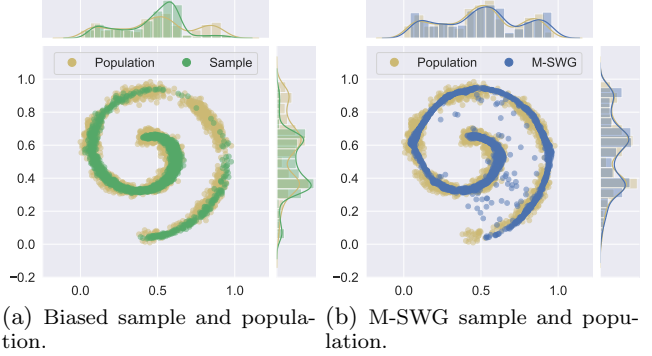 Population Sample
1.0
0.8
0.6
0.4
0.2
0.0
−0.2
0.0 0.5 1.0
(a) Biased sample and popula-
tion.
Population M-SWG
1.0
0.8
0.6
0.4
0.2
0.0
−0.2
0.0 0.5 1.0
(b) M-SWG sample and popu-
lation.